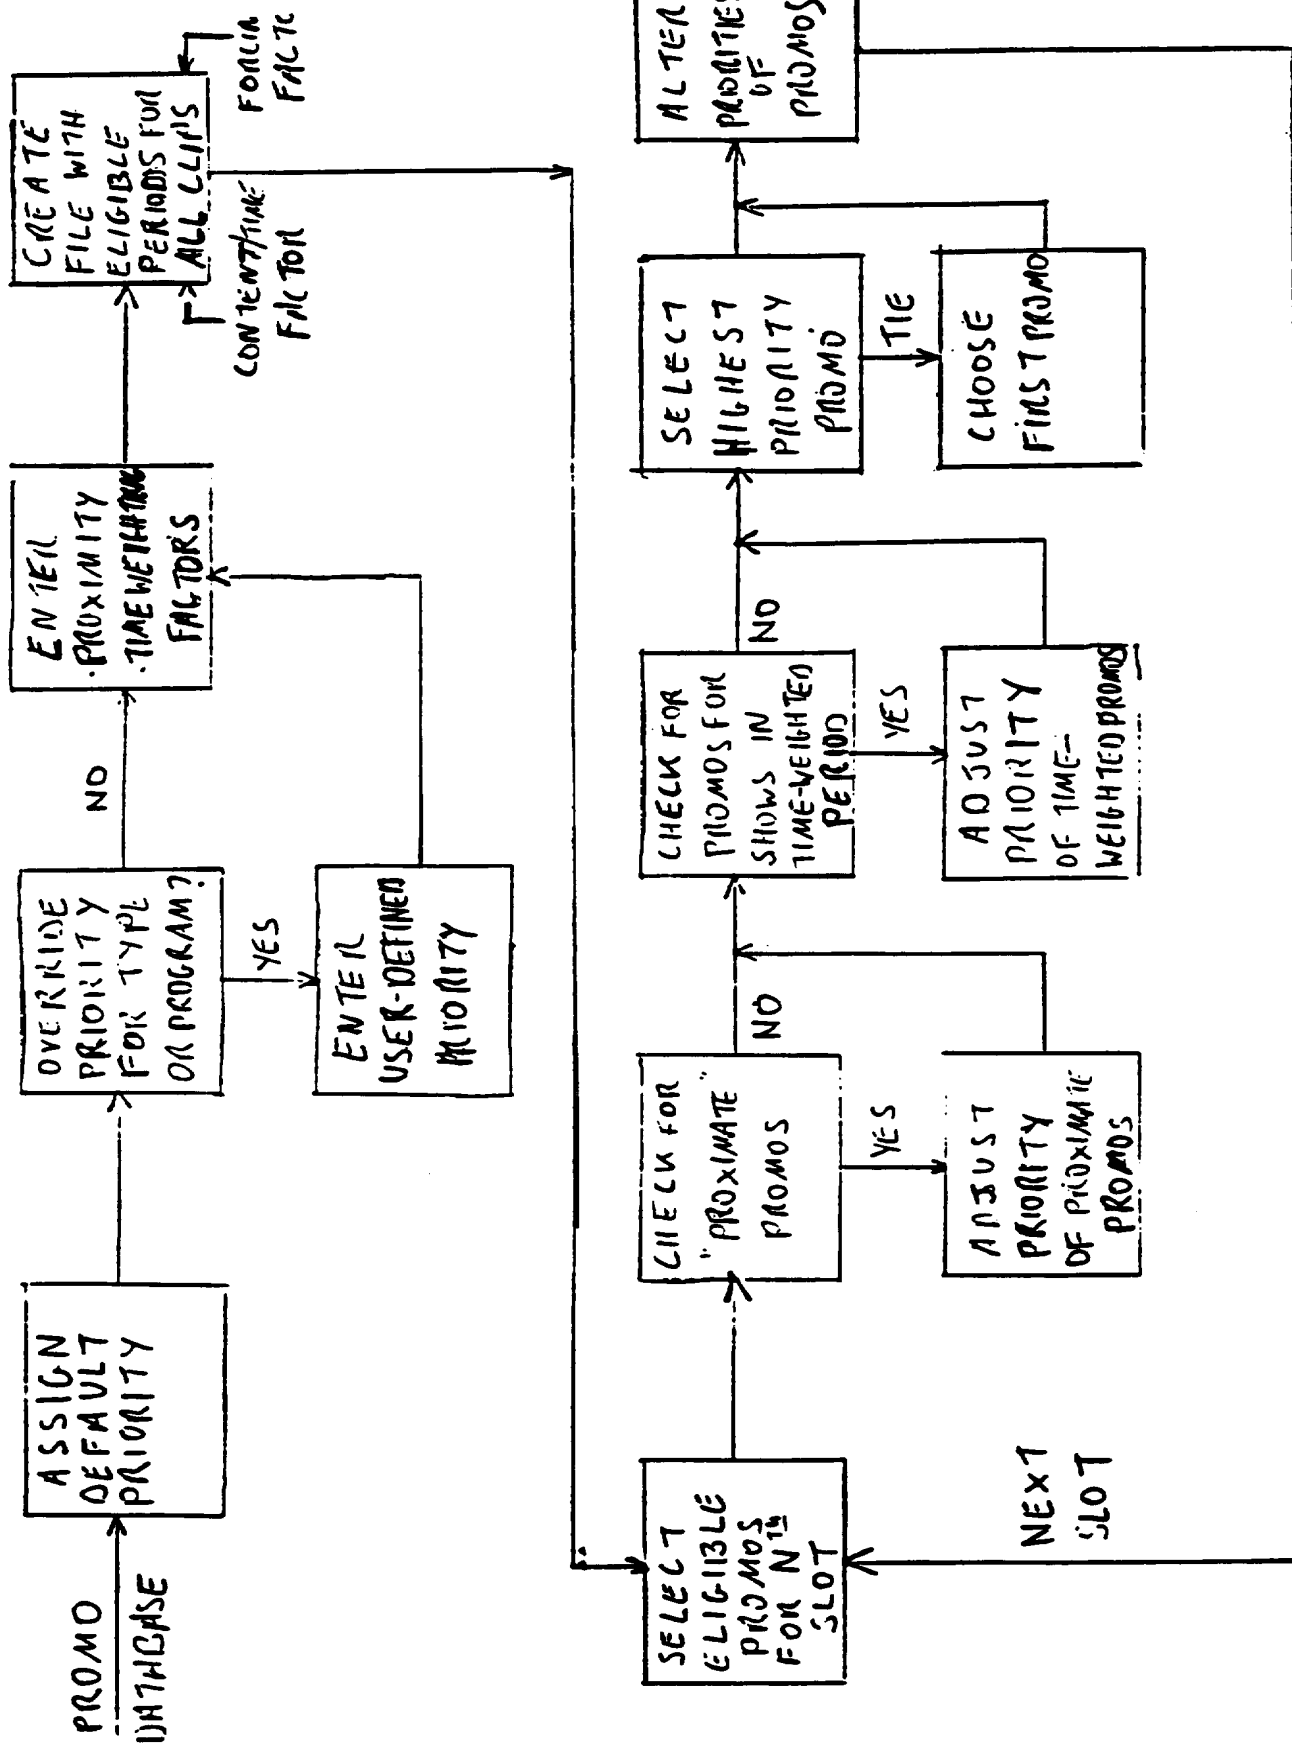 PROMO
DATABASE
ASSIGN
DEFAULT
PRIORITY
OVERRIDE
PRIORITY
FOR TYPE
OR PROGRAM?
NO
YES
ENTER
USER-DEFINED
PRIORITY
ENTER
·PROXIMITY
·TIMEWEIGHTING
FACTORS
CREATE
FILE WITH
ELIGIBLE
PERIODS FOR
ALL CLIPS
CONTENT/TIME
FACTOR
SELECT
ELIGIBLE
PROMOS
FOR Nth
SLOT
NEXT
SLOT
CHECK FOR
"PROXIMATE"
PROMOS
NO
YES
ADJUST
PRIORITY
OF PROXIMATE
PROMOS
CHECK FOR
PROMOS FOR
SHOWS IN
TIME-WEIGHTED
PERIOD
NO
YES
ADJUST
PRIORITY
OF TIME-
WEIGHTED PROMOS
SELECT
HIGHEST
PRIORITY
PROMO
TIE
CHOOSE
FIRST PROMO
ALTER
PRIORITIES
OF
PROMOS